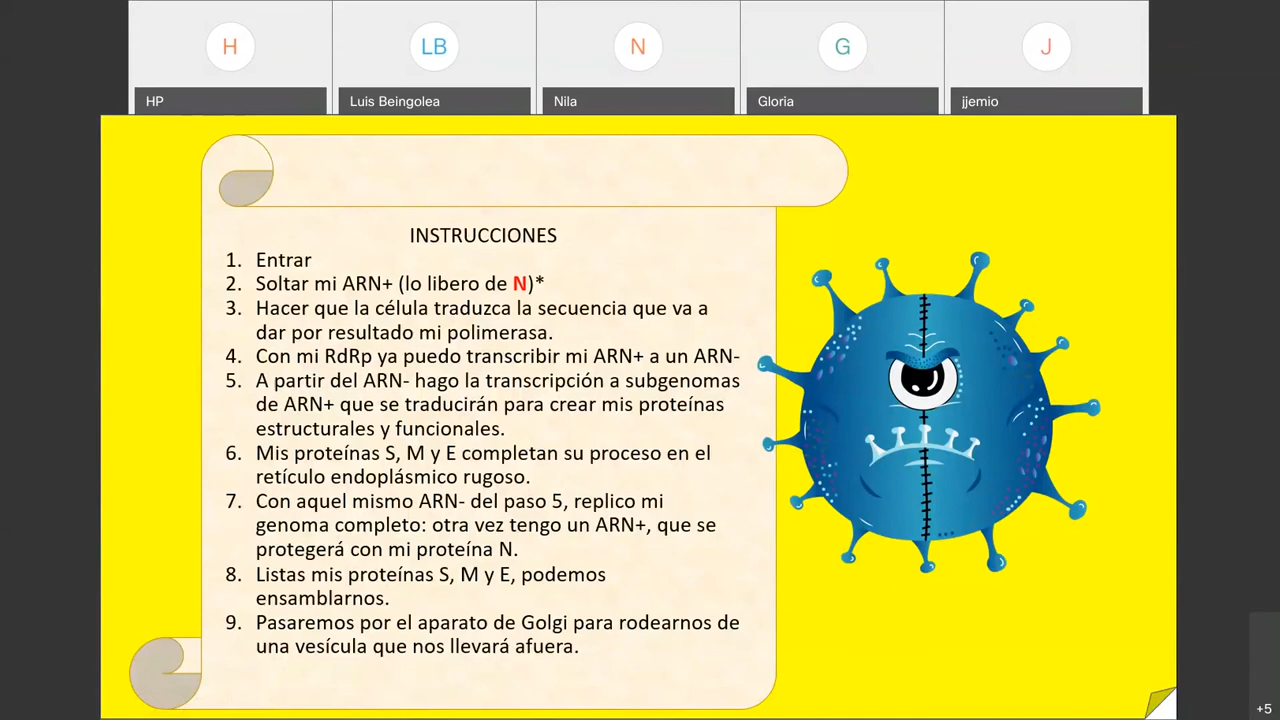 H
LB
N
G
J
HP
Luis Beingolea
Nila
Gloria
jjemio
INSTRUCCIONES
1. Entrar
2. Soltar mi ARN+ (lo libero de N)*
3. Hacer que la célula traduzca la secuencia que va a
dar por resultado mi polimerasa.
4. Con mi RdRp ya puedo transcribir mi ARN+ a un ARN-
5. A partir del ARN- hago la transcripción a subgenomas
de ARN+ que se traducirán para crear mis proteínas
estructurales y funcionales.
6. Mis proteínas S, M y E completan su proceso en el
retículo endoplásmico rugoso.
7. Con aquel mismo ARN- del paso 5, replico mi
genoma completo: otra vez tengo un ARN+, que se
protegerá con mi proteína N.
8. Listas mis proteínas S, M y E, podemos
ensamblarnos.
9. Pasaremos por el aparato de Golgi para rodearnos de
una vesícula que nos llevará afuera.
+5